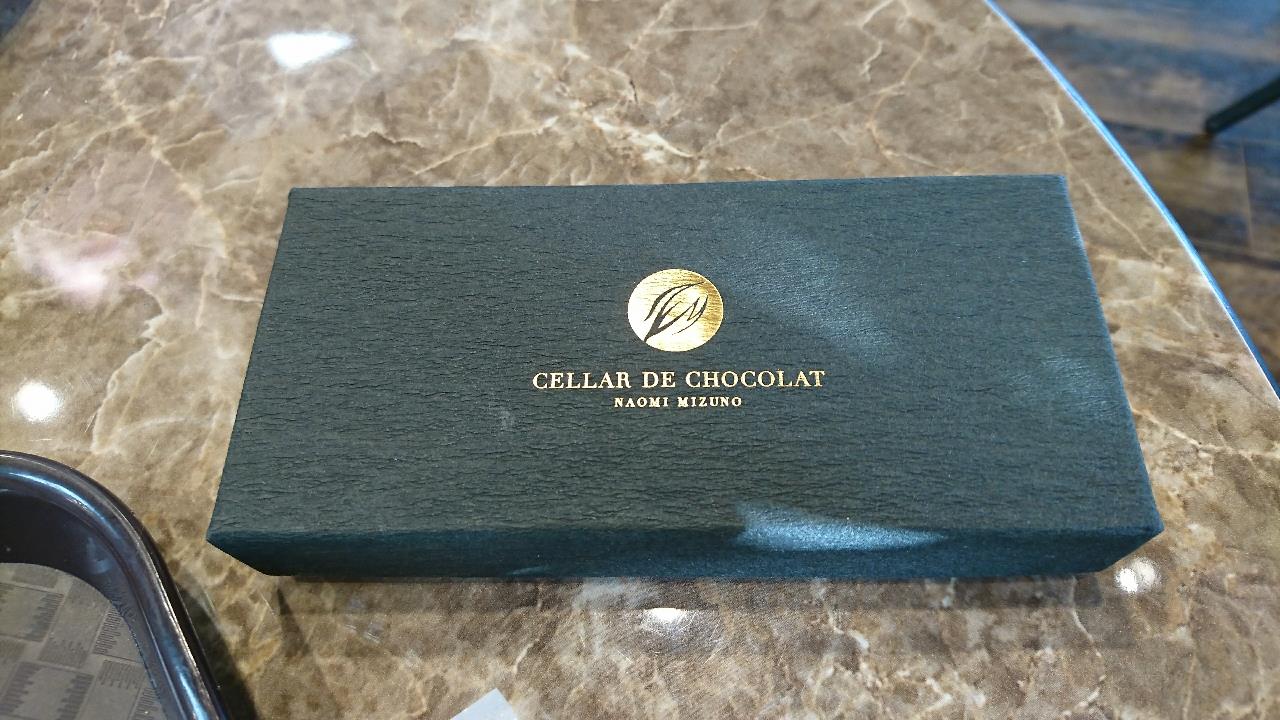 CELLAR DE CHOCOLAT
NAOMI MIZUNO